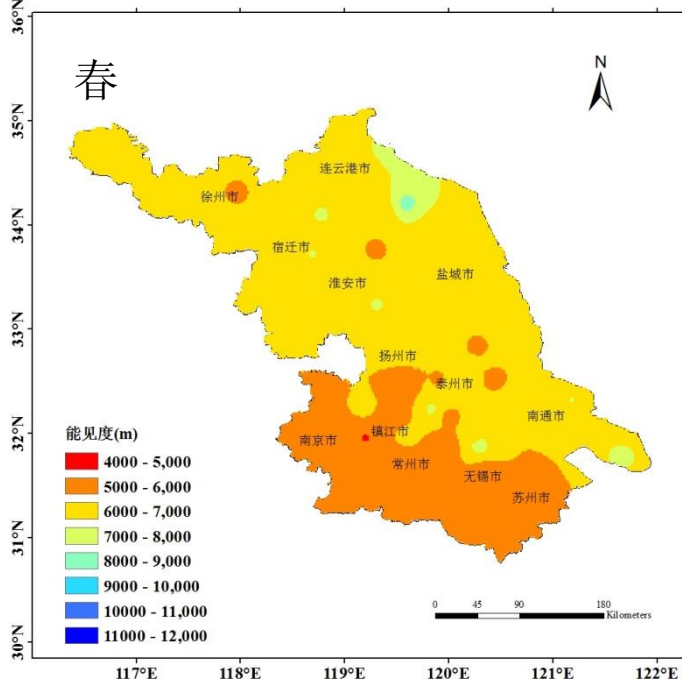 春
N
36°N
35°N
34°N
33°N
32°N
31°N
30°N
连云港市
徐州市
宿迁市
淮安市
盐城市
扬州市
泰州市
南通市
镇江市
南京市
常州市
无锡市
苏州市
能见度(m)
4000 - 5,000
5000 - 6,000
6000 - 7,000
7000 - 8,000
8000 - 9,000
9000 - 10,000
10000 - 11,000
11000 - 12,000
0 45 90 180
Kilometers
117°E 118°E 119°E 120°E 121°E 122°E